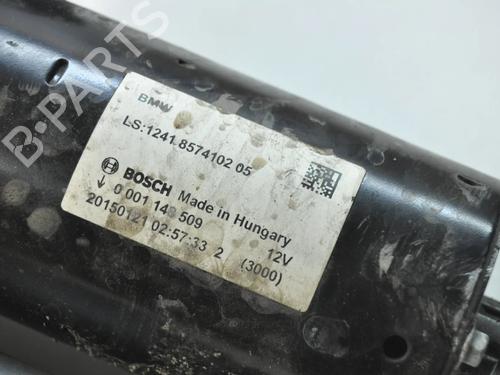 BMW
LS:1241 8574102 05
BOSCH Made in Hungary
0 001 148 509 12V
20150121 02:57:33 2 (3000)
B-PARTS